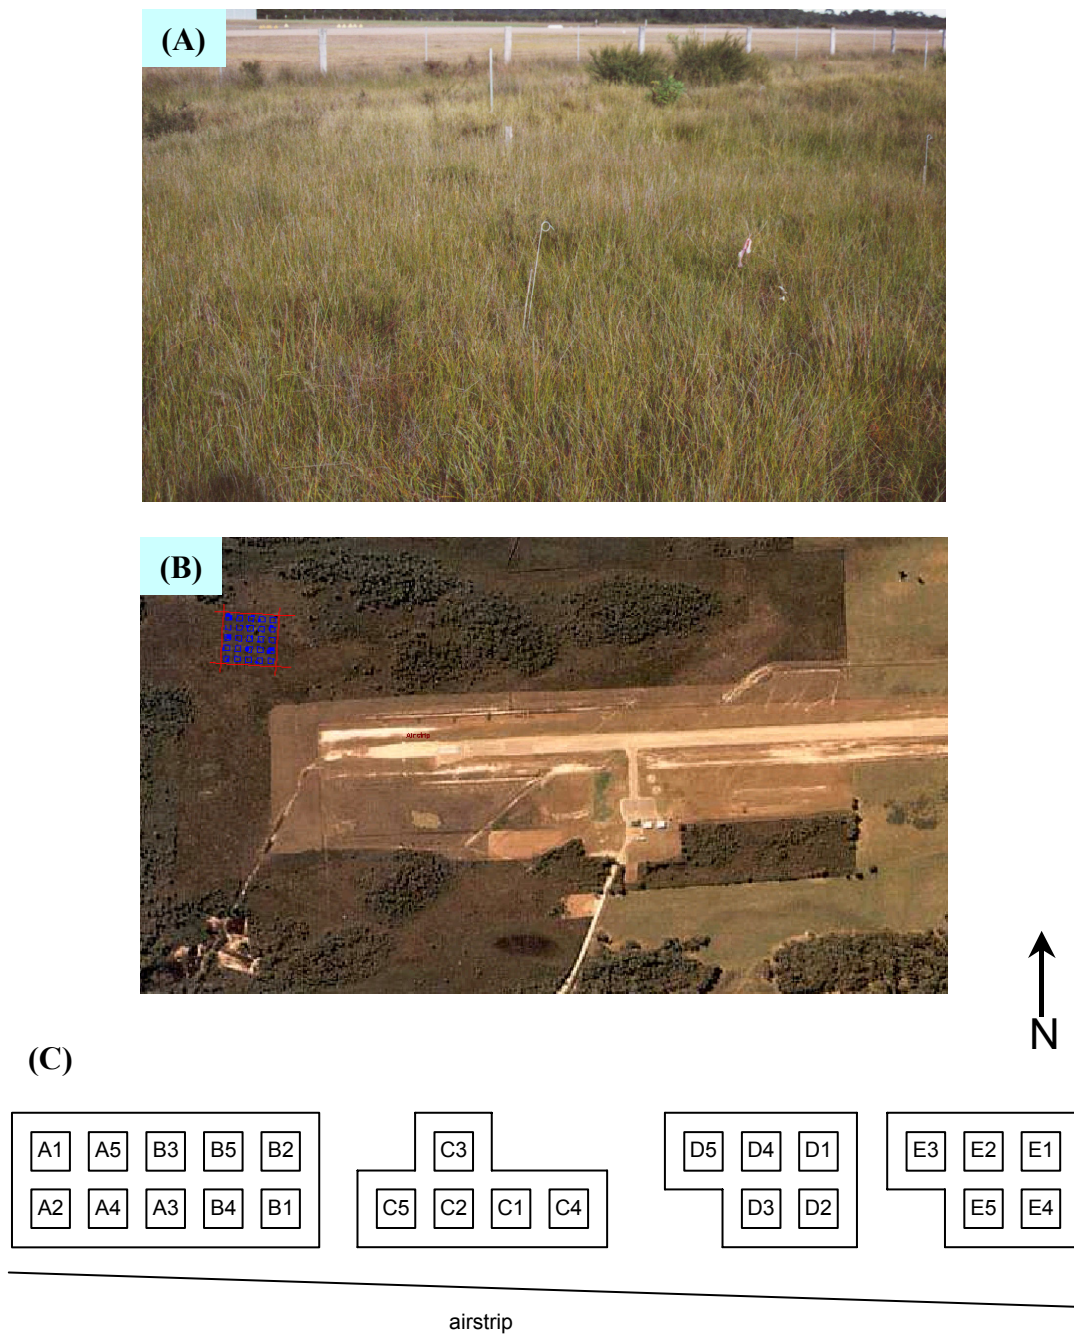 (A)
(B)
Airstrip
N
(C)
A1 A5 B3 B5 B2 C3 D5 D4 D1 E3 E2 E1
A2 A4 A3 B4 B1 C5 C2 C1 C4 D3 D2 E5 E4
airstrip